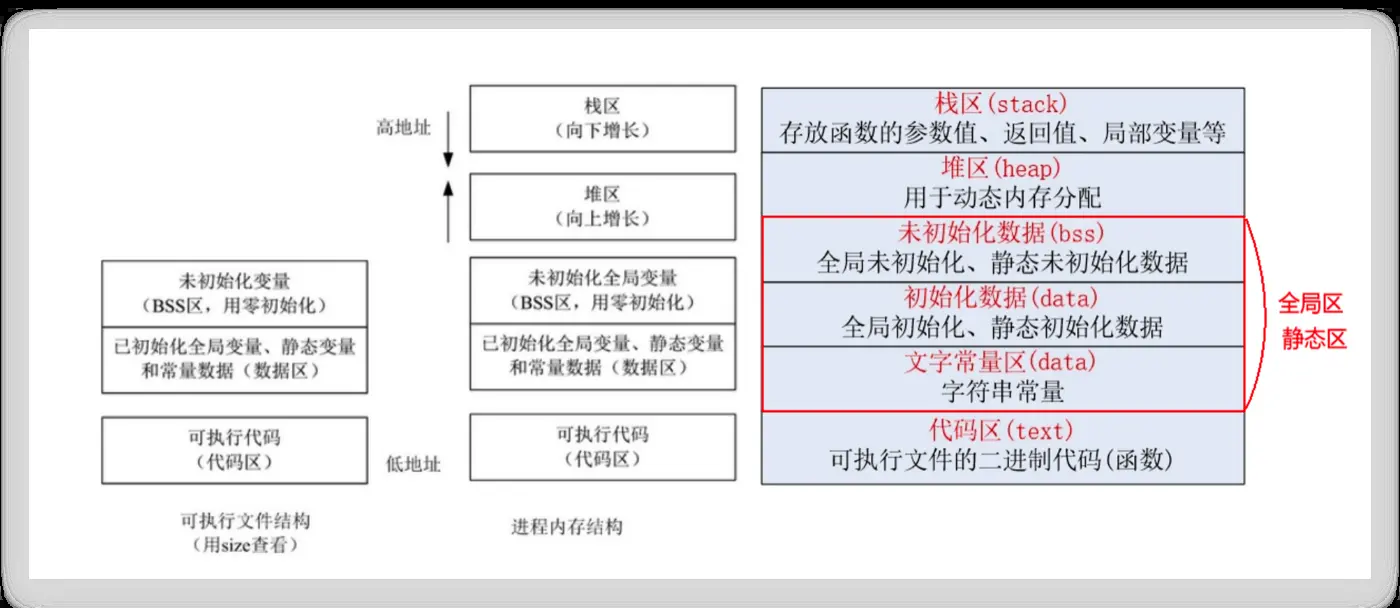 高地址
栈区
(向下增长)
堆区
(向上增长)
未初始化变量
(BSS区,用零初始化)
已初始化全局变量、静态变量
和常量数据(数据区)
可执行代码
(代码区)
可执行文件结构
(用size查看)
未初始化全局变量
(BSS区,用零初始化)
已初始化全局变量、静态变量
和常量数据(数据区)
低地址
可执行代码
(代码区)
进程内存结构
栈区(stack)
存放函数的参数值、返回值、局部变量等
堆区(heap)
用于动态内存分配
未初始化数据(bss)
全局未初始化、静态未初始化数据
初始化数据(data)
全局初始化、静态初始化数据
文字常量区(data)
字符串常量
代码区(text)
可执行文件的二进制代码(函数)
全局区
静态区